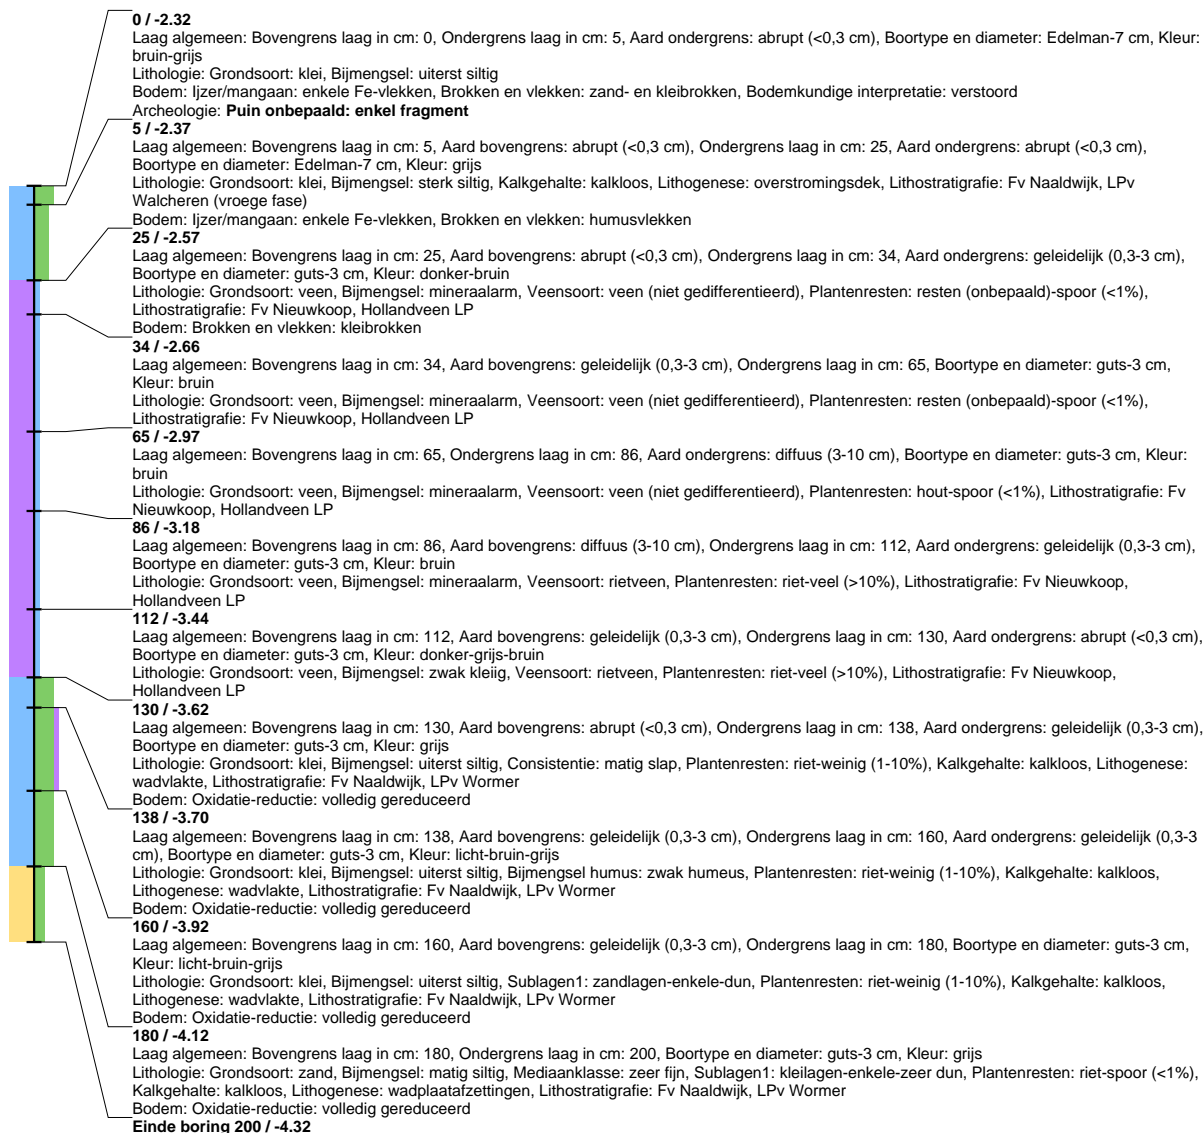 0 / -2.32
Laag algemeen: Bovengrens laag in cm: 0, Ondergrens laag in cm: 5, Aard ondergrens: abrupt (<0,3 cm), Boortype en diameter: Edelman-7 cm, Kleur:
bruin-grijs
Lithologie: Grondsoort: klei, Bijmengsel: uiterst siltig
Bodem: Ijzer/mangaan: enkele Fe-vlekken, Brokken en vlekken: zand- en kleibrokken, Bodemkundige interpretatie: verstoord
Archeologie: Puin onbepaald: enkel fragment
5 / -2.37
Laag algemeen: Bovengrens laag in cm: 5, Aard bovengrens: abrupt (<0,3 cm), Ondergrens laag in cm: 25, Aard ondergrens: abrupt (<0,3 cm),
Boortype en diameter: Edelman-7 cm, Kleur: grijs
Lithologie: Grondsoort: klei, Bijmengsel: sterk siltig, Kalkgehalte: kalkloos, Lithogenese: overstromingsdek, Lithostratigrafie: Fv Naaldwijk, LPv
Walcheren (vroege fase)
Bodem: Ijzer/mangaan: enkele Fe-vlekken, Brokken en vlekken: humusvlekken
25 / -2.57
Laag algemeen: Bovengrens laag in cm: 25, Aard bovengrens: abrupt (<0,3 cm), Ondergrens laag in cm: 34, Aard ondergrens: geleidelijk (0,3-3 cm),
Boortype en diameter: guts-3 cm, Kleur: donker-bruin
Lithologie: Grondsoort: veen, Bijmengsel: mineraalarm, Veensoort: veen (niet gedifferentieerd), Plantenresten: resten (onbepaald)-spoor (<1%),
Lithostratigrafie: Fv Nieuwkoop, Hollandveen LP
Bodem: Brokken en vlekken: kleibrokken
34 / -2.66
Laag algemeen: Bovengrens laag in cm: 34, Aard bovengrens: geleidelijk (0,3-3 cm), Ondergrens laag in cm: 65, Boortype en diameter: guts-3 cm,
Kleur: bruin
Lithologie: Grondsoort: veen, Bijmengsel: mineraalarm, Veensoort: veen (niet gedifferentieerd), Plantenresten: resten (onbepaald)-spoor (<1%),
Lithostratigrafie: Fv Nieuwkoop, Hollandveen LP
65 / -2.97
Laag algemeen: Bovengrens laag in cm: 65, Ondergrens laag in cm: 86, Aard ondergrens: diffuus (3-10 cm), Boortype en diameter: guts-3 cm, Kleur:
bruin
Lithologie: Grondsoort: veen, Bijmengsel: mineraalarm, Veensoort: veen (niet gedifferentieerd), Plantenresten: hout-spoor (<1%), Lithostratigrafie: Fv
Nieuwkoop, Hollandveen LP
86 / -3.18
Laag algemeen: Bovengrens laag in cm: 86, Aard bovengrens: diffuus (3-10 cm), Ondergrens laag in cm: 112, Aard ondergrens: geleidelijk (0,3-3 cm),
Boortype en diameter: guts-3 cm, Kleur: bruin
Lithologie: Grondsoort: veen, Bijmengsel: mineraalarm, Veensoort: rietveen, Plantenresten: riet-veel (>10%), Lithostratigrafie: Fv Nieuwkoop,
Hollandveen LP
112 / -3.44
Laag algemeen: Bovengrens laag in cm: 112, Aard bovengrens: geleidelijk (0,3-3 cm), Ondergrens laag in cm: 130, Aard ondergrens: abrupt (<0,3 cm),
Boortype en diameter: guts-3 cm, Kleur: donker-grijs-bruin
Lithologie: Grondsoort: veen, Bijmengsel: zwak kleiig, Veensoort: rietveen, Plantenresten: riet-veel (>10%), Lithostratigrafie: Fv Nieuwkoop,
Hollandveen LP
130 / -3.62
Laag algemeen: Bovengrens laag in cm: 130, Aard bovengrens: abrupt (<0,3 cm), Ondergrens laag in cm: 138, Aard ondergrens: geleidelijk (0,3-3 cm),
Boortype en diameter: guts-3 cm, Kleur: grijs
Lithologie: Grondsoort: klei, Bijmengsel: uiterst siltig, Consistentie: matig slap, Plantenresten: riet-weinig (1-10%), Kalkgehalte: kalkloos, Lithogenese:
wadvlakte, Lithostratigrafie: Fv Naaldwijk, LPv Wormer
Bodem: Oxidatie-reductie: volledig gereduceerd
138 / -3.70
Laag algemeen: Bovengrens laag in cm: 138, Aard bovengrens: geleidelijk (0,3-3 cm), Ondergrens laag in cm: 160, Aard ondergrens: geleidelijk (0,3-3
cm), Boortype en diameter: guts-3 cm, Kleur: licht-bruin-grijs
Lithologie: Grondsoort: klei, Bijmengsel: uiterst siltig, Bijmengsel humus: zwak humeus, Plantenresten: riet-weinig (1-10%), Kalkgehalte: kalkloos,
Lithogenese: wadvlakte, Lithostratigrafie: Fv Naaldwijk, LPv Wormer
Bodem: Oxidatie-reductie: volledig gereduceerd
160 / -3.92
Laag algemeen: Bovengrens laag in cm: 160, Aard bovengrens: geleidelijk (0,3-3 cm), Ondergrens laag in cm: 180, Boortype en diameter: guts-3 cm,
Kleur: licht-bruin-grijs
Lithologie: Grondsoort: klei, Bijmengsel: uiterst siltig, Sublagen1: zandlagen-enkele-dun, Plantenresten: riet-weinig (1-10%), Kalkgehalte: kalkloos,
Lithogenese: wadvlakte, Lithostratigrafie: Fv Naaldwijk, LPv Wormer
Bodem: Oxidatie-reductie: volledig gereduceerd
180 / -4.12
Laag algemeen: Bovengrens laag in cm: 180, Ondergrens laag in cm: 200, Boortype en diameter: guts-3 cm, Kleur: grijs
Lithologie: Grondsoort: zand, Bijmengsel: matig siltig, Mediaanklasse: zeer fijn, Sublagen1: kleilagen-enkele-zeer dun, Plantenresten: riet-spoor (<1%),
Kalkgehalte: kalkloos, Lithogenese: wadplaatafzettingen, Lithostratigrafie: Fv Naaldwijk, LPv Wormer
Bodem: Oxidatie-reductie: volledig gereduceerd
Einde boring 200 / -4.32